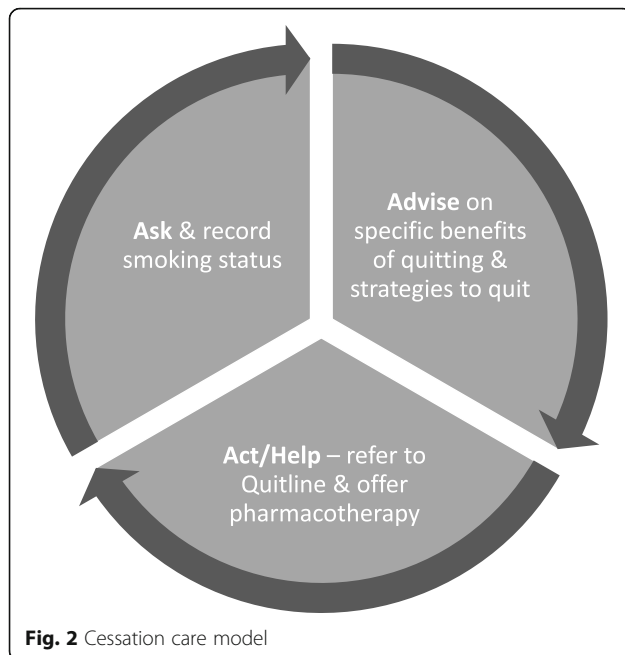 Ask & record
smoking status
Advise on
specific benefits
of quitting &
strategies to quit
Act/Help – refer to
Quitline & offer
pharmacotherapy
Fig. 2 Cessation care model